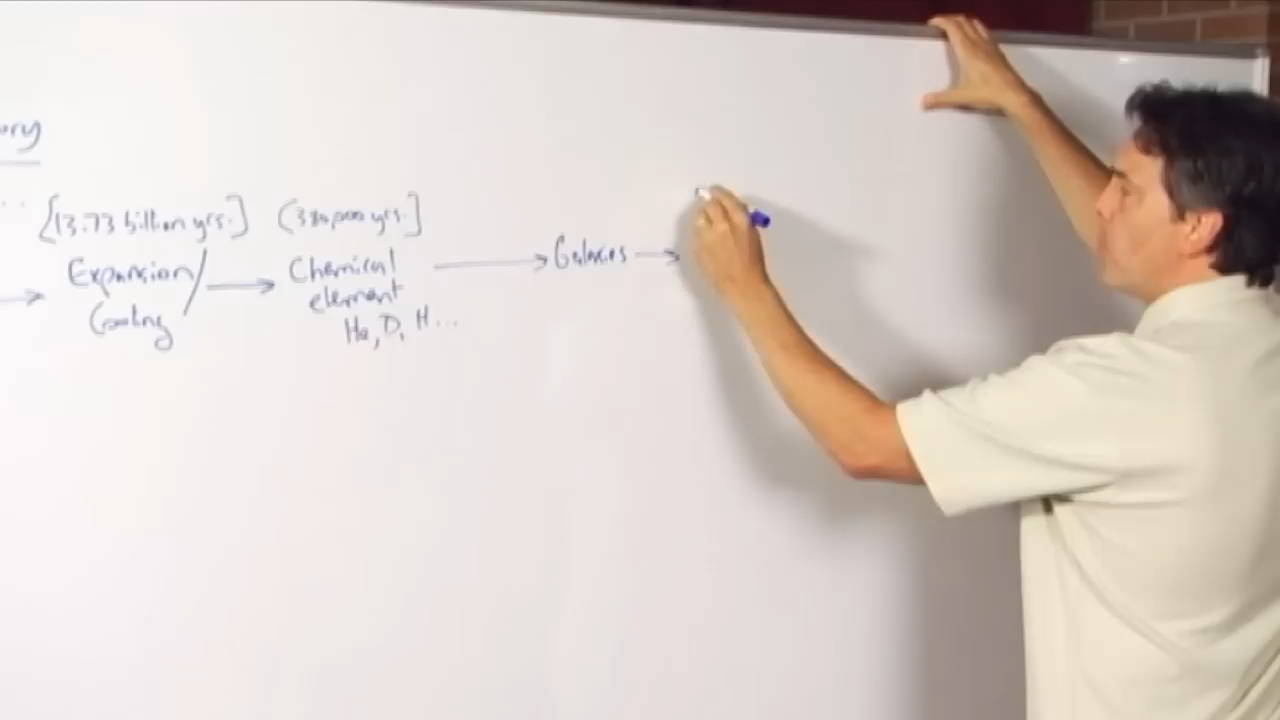 ory
... [13.73 billion yrs.] (380,000 yrs.]
→ Expansion/ → Chemical → Galaxies →
Cooling element
He, D, H...